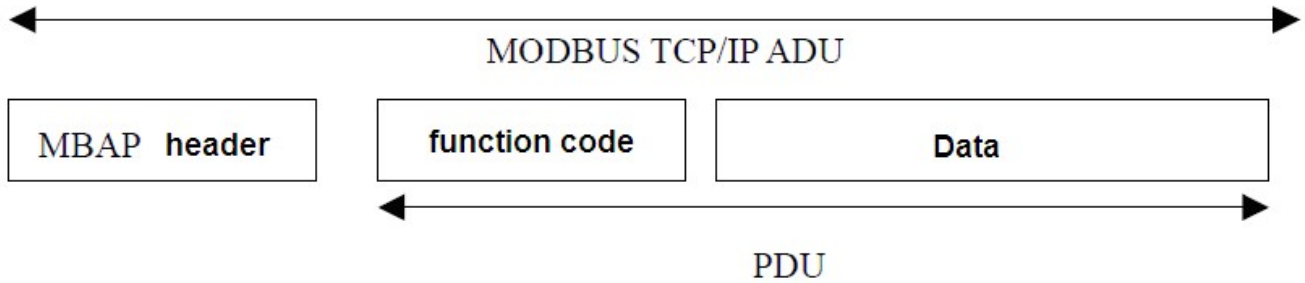 MODBUS TCP/IP ADU
MBAP header
function code
Data
PDU